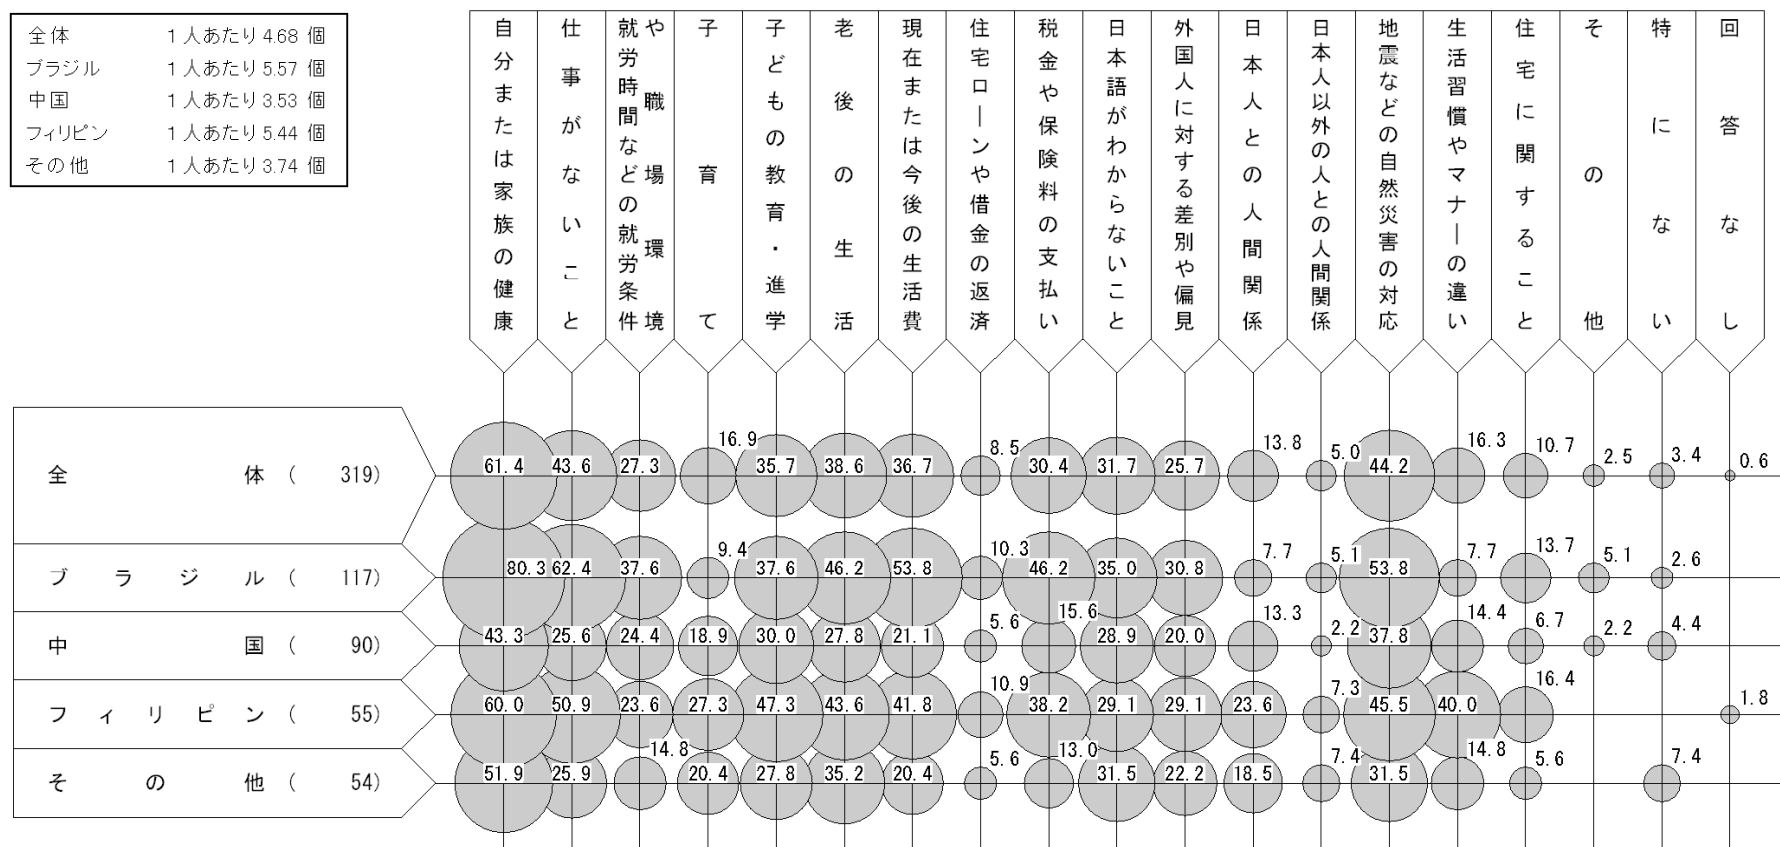 全体 1人あたり4.68 個
ブラジル 1人あたり5.57 個
中国 1人あたり3.53 個
フィリピン 1人あたり5.44 個
その他 1人あたり3.74 個
自分または家族の健康
仕事がないこと
就労時間などの就労条件
や職場環境
子育て
子どもの教育・進学
老後の生活
現在または今後の生活費
住宅ローンや借金の返済
税金や保険料の支払い
日本語がわからないこと
外国人に対する差別や偏見
日本人との人間関係
日本人以外の人との人間関係
地震などの自然災害の対応
生活習慣やマナーの違い
住宅に関すること
その他
特にない
回答なし
全体 ( 319) 61.4 43.6 27.3 16.9 35.7 38.6 36.7 8.5 30.4 31.7 25.7 13.8 5.0 44.2 16.3 10.7 2.5 3.4 0.6
ブラジル ( 117) 80.3 62.4 37.6 9.4 37.6 46.2 53.8 10.3 46.2 35.0 30.8 7.7 5.1 53.8 7.7 13.7 5.1 2.6
中国 ( 90) 43.3 25.6 24.4 18.9 30.0 27.8 21.1 5.6 15.6 28.9 20.0 13.3 2.2 37.8 14.4 6.7 2.2 4.4
フィリピン ( 55) 60.0 50.9 23.6 27.3 47.3 43.6 41.8 10.9 38.2 29.1 29.1 23.6 7.3 45.5 40.0 16.4 1.8
その他 ( 54) 51.9 25.9 14.8 20.4 27.8 35.2 20.4 5.6 13.0 31.5 22.2 18.5 7.4 31.5 14.8 5.6 7.4